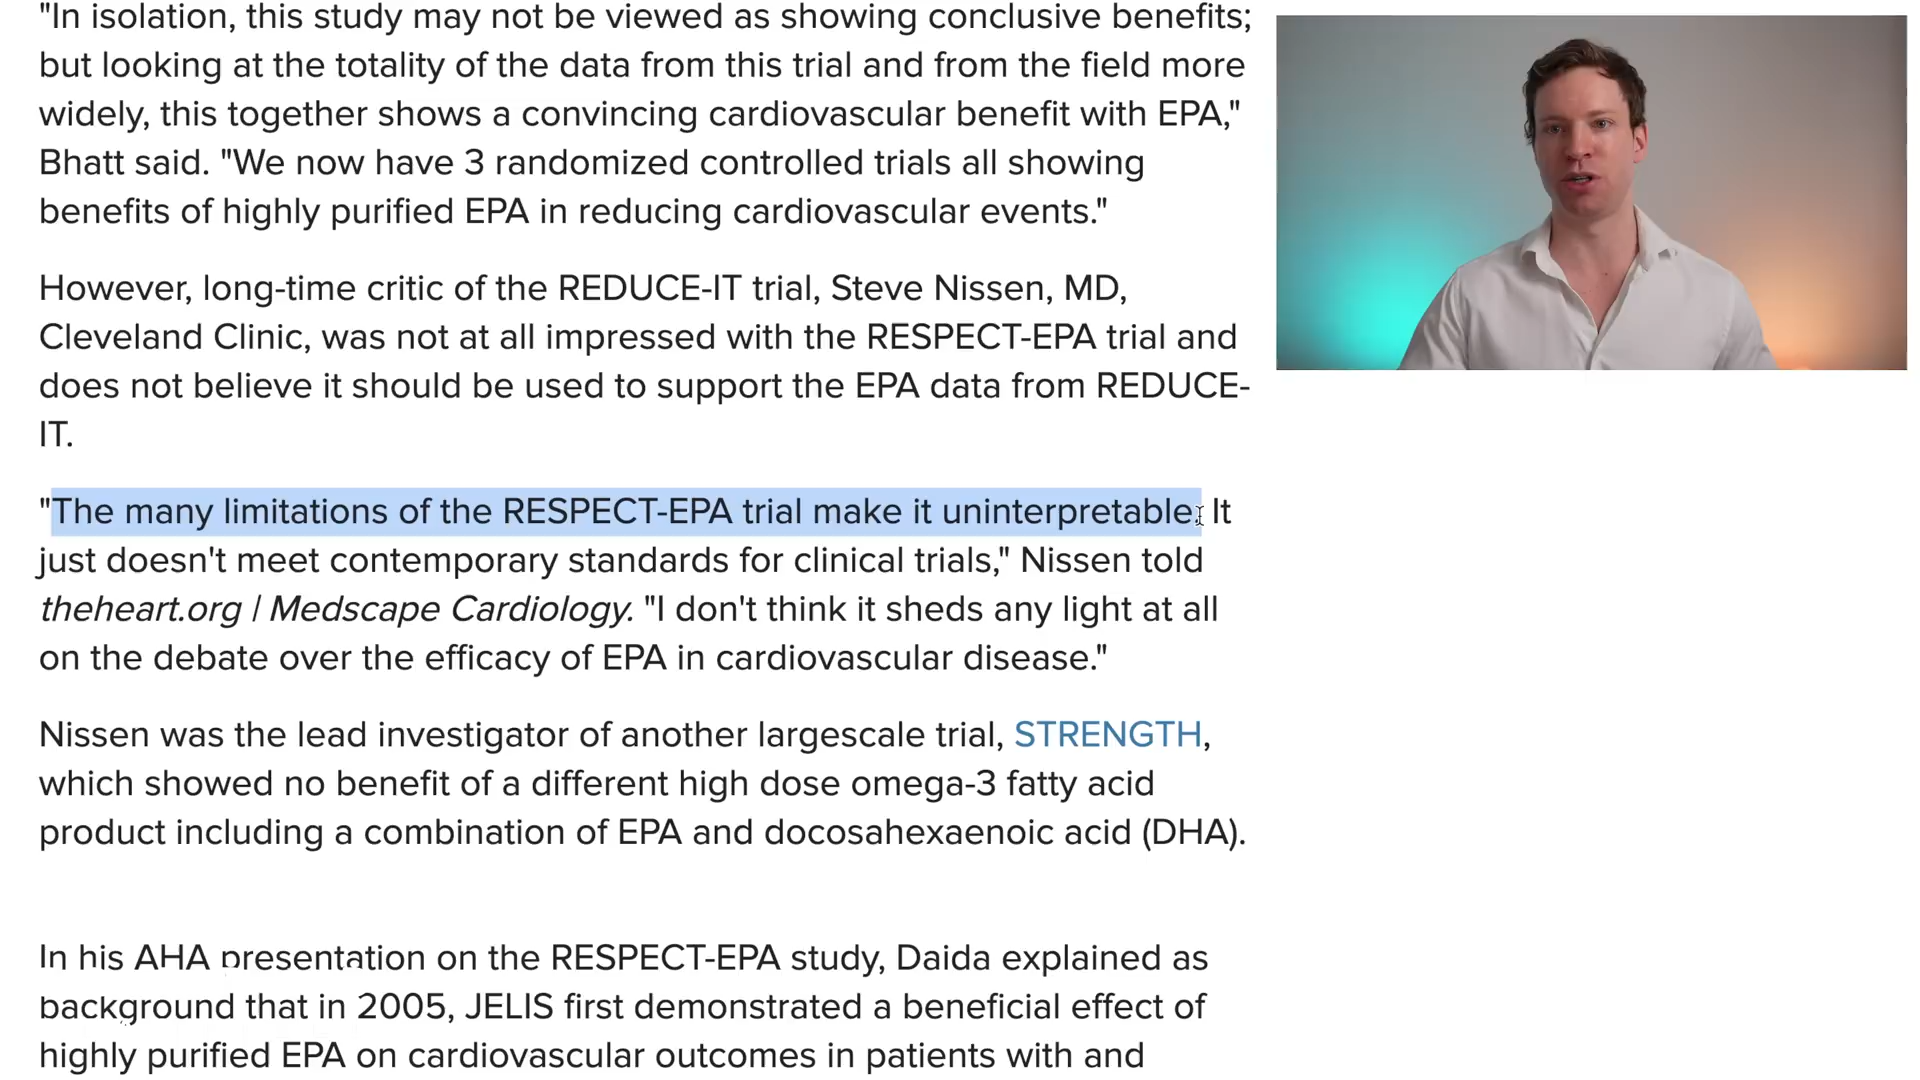 "In isolation, this study may not be viewed as showing conclusive benefits;
but looking at the totality of the data from this trial and from the field more
widely, this together shows a convincing cardiovascular benefit with EPA,"
Bhatt said. "We now have 3 randomized controlled trials all showing
benefits of highly purified EPA in reducing cardiovascular events."
However, long-time critic of the REDUCE-IT trial, Steve Nissen, MD,
Cleveland Clinic, was not at all impressed with the RESPECT-EPA trial and
does not believe it should be used to support the EPA data from REDUCE-
IT.
"The many limitations of the RESPECT-EPA trial make it uninterpretable. It
just doesn't meet contemporary standards for clinical trials," Nissen told
theheart.org | Medscape Cardiology. "I don't think it sheds any light at all
on the debate over the efficacy of EPA in cardiovascular disease."
Nissen was the lead investigator of another largescale trial, STRENGTH,
which showed no benefit of a different high dose omega-3 fatty acid
product including a combination of EPA and docosahexaenoic acid (DHA).
In his AHA presentation on the RESPECT-EPA study, Daida explained as
background that in 2005, JELIS first demonstrated a beneficial effect of
highly purified EPA on cardiovascular outcomes in patients with and